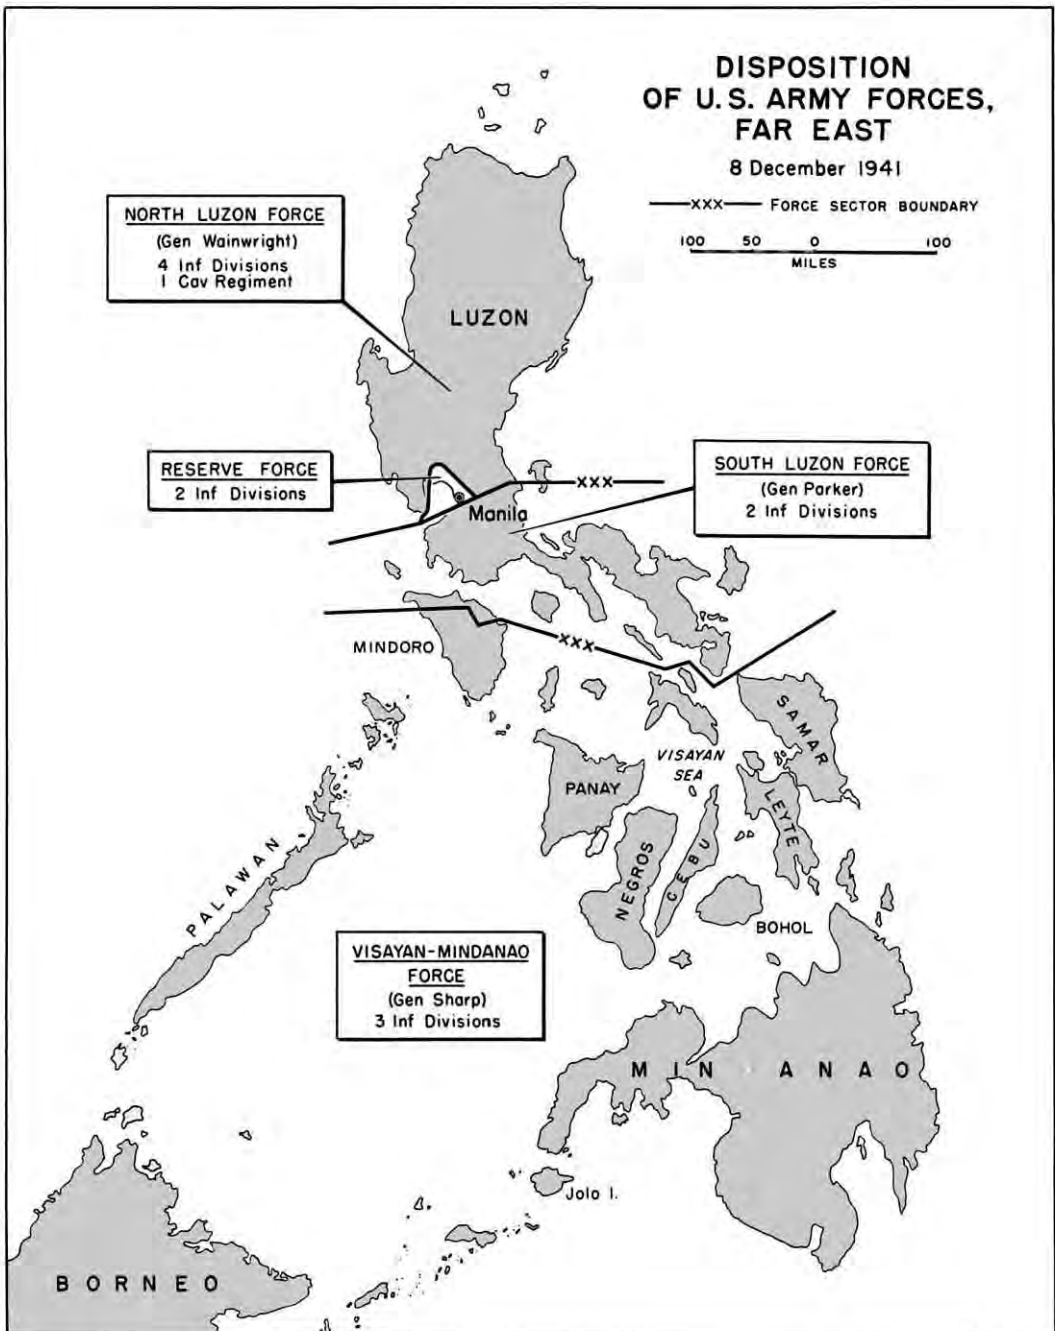 DISPOSITION
OF U.S. ARMY FORCES,
FAR EAST
8 December 1941
XXX FORCE SECTOR BOUNDARY
100 50 0 100
MILES
NORTH LUZON FORCE
(Gen Wainwright)
4 Inf Divisions
1 Cav Regiment
LUZON
RESERVE FORCE
2 Inf Divisions
SOUTH LUZON FORCE
(Gen Parker)
2 Inf Divisions
XXX
Manila
XXX
MINDORO
SAMAR
VISAYAN
SEA
PANAY
LEYTE
NEGROS
CEBU
PALAWAN
BOHOL
VISAYAN-MINDANAO
FORCE
(Gen Sharp)
3 Inf Divisions
MIN ANAO
Jolo I.
BORNEO